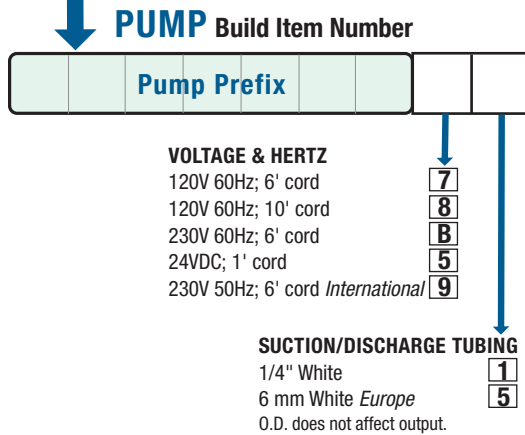 PUMP Build Item Number
Pump Prefix
VOLTAGE & HERTZ
120V 60Hz; 6' cord 7
120V 60Hz; 10' cord 8
230V 60Hz; 6' cord B
24VDC; 1' cord 5
230V 50Hz; 6' cord International 9
SUCTION/DISCHARGE TUBING
1/4" White 1
6 mm White Europe 5
O.D. does not affect output.